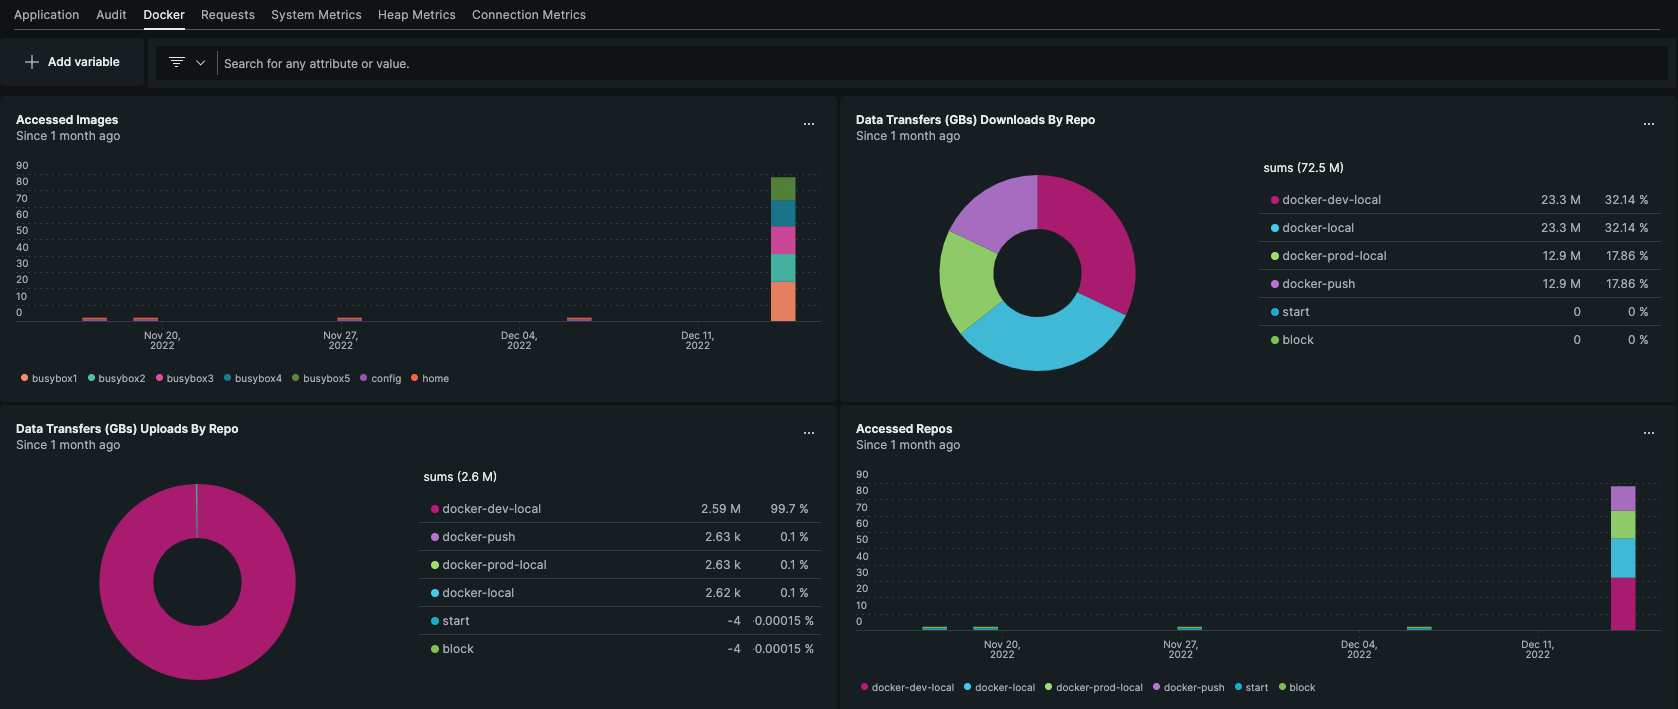 Application Audit Docker Requests System Metrics Heap Metrics Connection Metrics
Add variable
Search for any attribute or value.
Accessed Images
Since 1 month ago
...
90
80
70
60
50
40
30
20
10
0
Nov 20,
2022
Nov 27,
2022
Dec 04,
2022
Dec 11,
2022
busybox1 busybox2 busybox3 busybox4 busybox5 config home
Data Transfers (GBs) Downloads By Repo
Since 1 month ago
...
sums (72.5 M)
docker-dev-local 23.3 M 32.14 %
docker-local 23.3 M 32.14 %
docker-prod-local 12.9 M 17.86 %
docker-push 12.9 M 17.86 %
start 0 0 %
block 0 0 %
Data Transfers (GBs) Uploads By Repo
Since 1 month ago
...
sums (2.6 M)
docker-dev-local 2.59 M 99.7 %
docker-push 2.63 k 0.1 %
docker-prod-local 2.63 k 0.1 %
docker-local 2.62 k 0.1 %
start -4 -0.00015 %
block -4 -0.00015 %
Accessed Repos
Since 1 month ago
...
90
80
70
60
50
40
30
20
10
0
Nov 20,
2022
Nov 27,
2022
Dec 04,
2022
Dec 11,
2022
docker-dev-local docker-local docker-prod-local docker-push start block